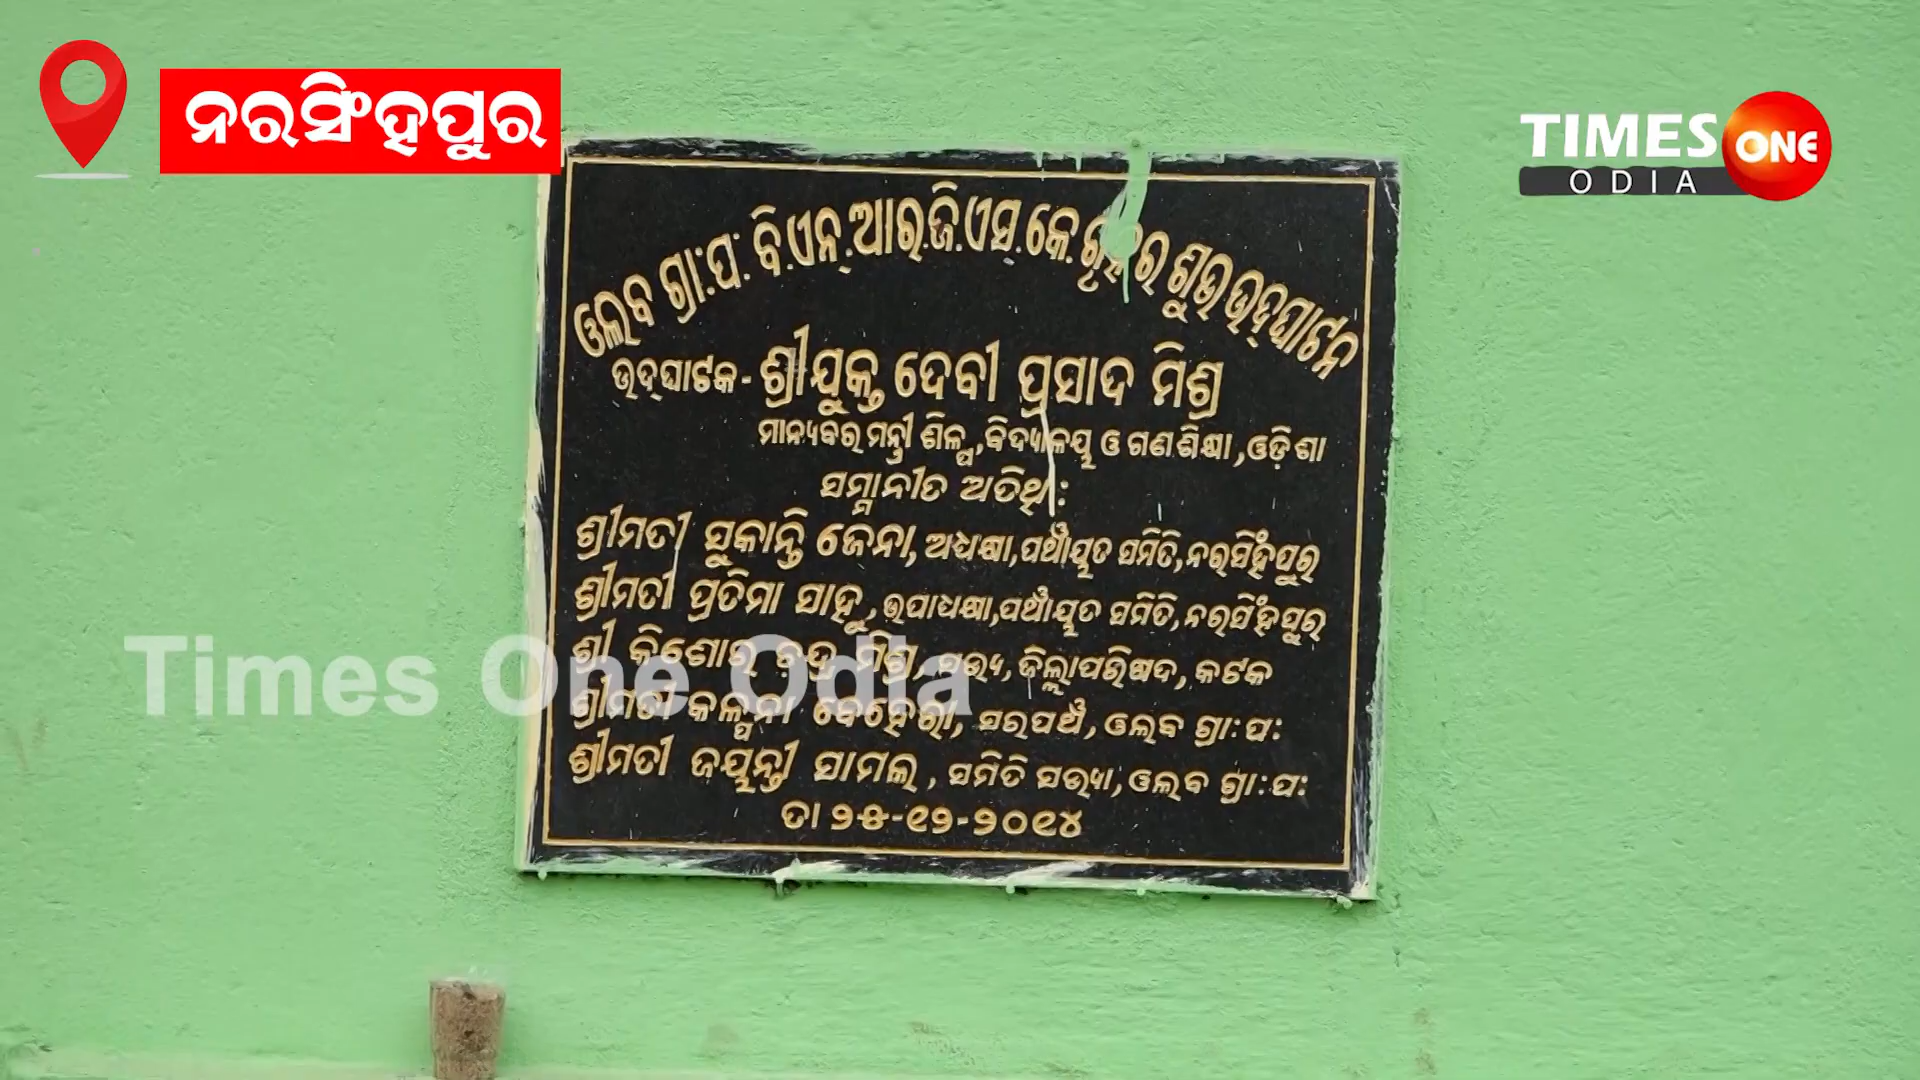 ନରସିଂହପୁର
TIMES ONE
ODIA
ଓଲବ ଗ୍ରା:ପ: ବି.ଏନ୍.ଆର.ଜି.ଏସ୍.କେ. ଗୃହର ଶୁଭ ଉଦ୍‌ଘାଟନ
ଉଦ୍‌ଘାଟକ- ଶ୍ରୀଯୁକ୍ତ ଦେବୀ ପ୍ରସାଦ ମିଶ୍ର
ମାନ୍ୟବର ମନ୍ତ୍ରୀ ଶିଳ୍ପ, ବିଦ୍ୟାଳୟ ଓ ଗଣଶିକ୍ଷା, ଓଡ଼ିଶା
ସମ୍ମାନୀତ ଅତିଥି:
ଶ୍ରୀମତୀ ସୁକାନ୍ତି ଜେନା, ଅଧ୍ୟକ୍ଷା, ପଞ୍ଚାୟତ ସମିତି, ନରସିଂହପୁର
ଶ୍ରୀମତୀ ପ୍ରତିମା ସାହୁ, ଉପାଧ୍ୟକ୍ଷା, ପଞ୍ଚାୟତ ସମିତି, ନରସିଂହପୁର
ଶ୍ରୀ କିଶୋର ଚନ୍ଦ୍ର ମିଶ୍ର, ସଭ୍ୟ, ଜିଲ୍ଲାପରିଷଦ, କଟକ
ଶ୍ରୀମତୀ କଳ୍ପନା ବେହେରା, ସରପଞ୍ଚ, ଓଲବ ଗ୍ରା: ପ:
ଶ୍ରୀମତୀ ଜୟନ୍ତୀ ସାମଲ, ସମିତି ସଭ୍ୟା, ଓଲବ ଗ୍ରା:ପ:
ତା ୨୫-୧୨-୨୦୧୪
Times One Odia